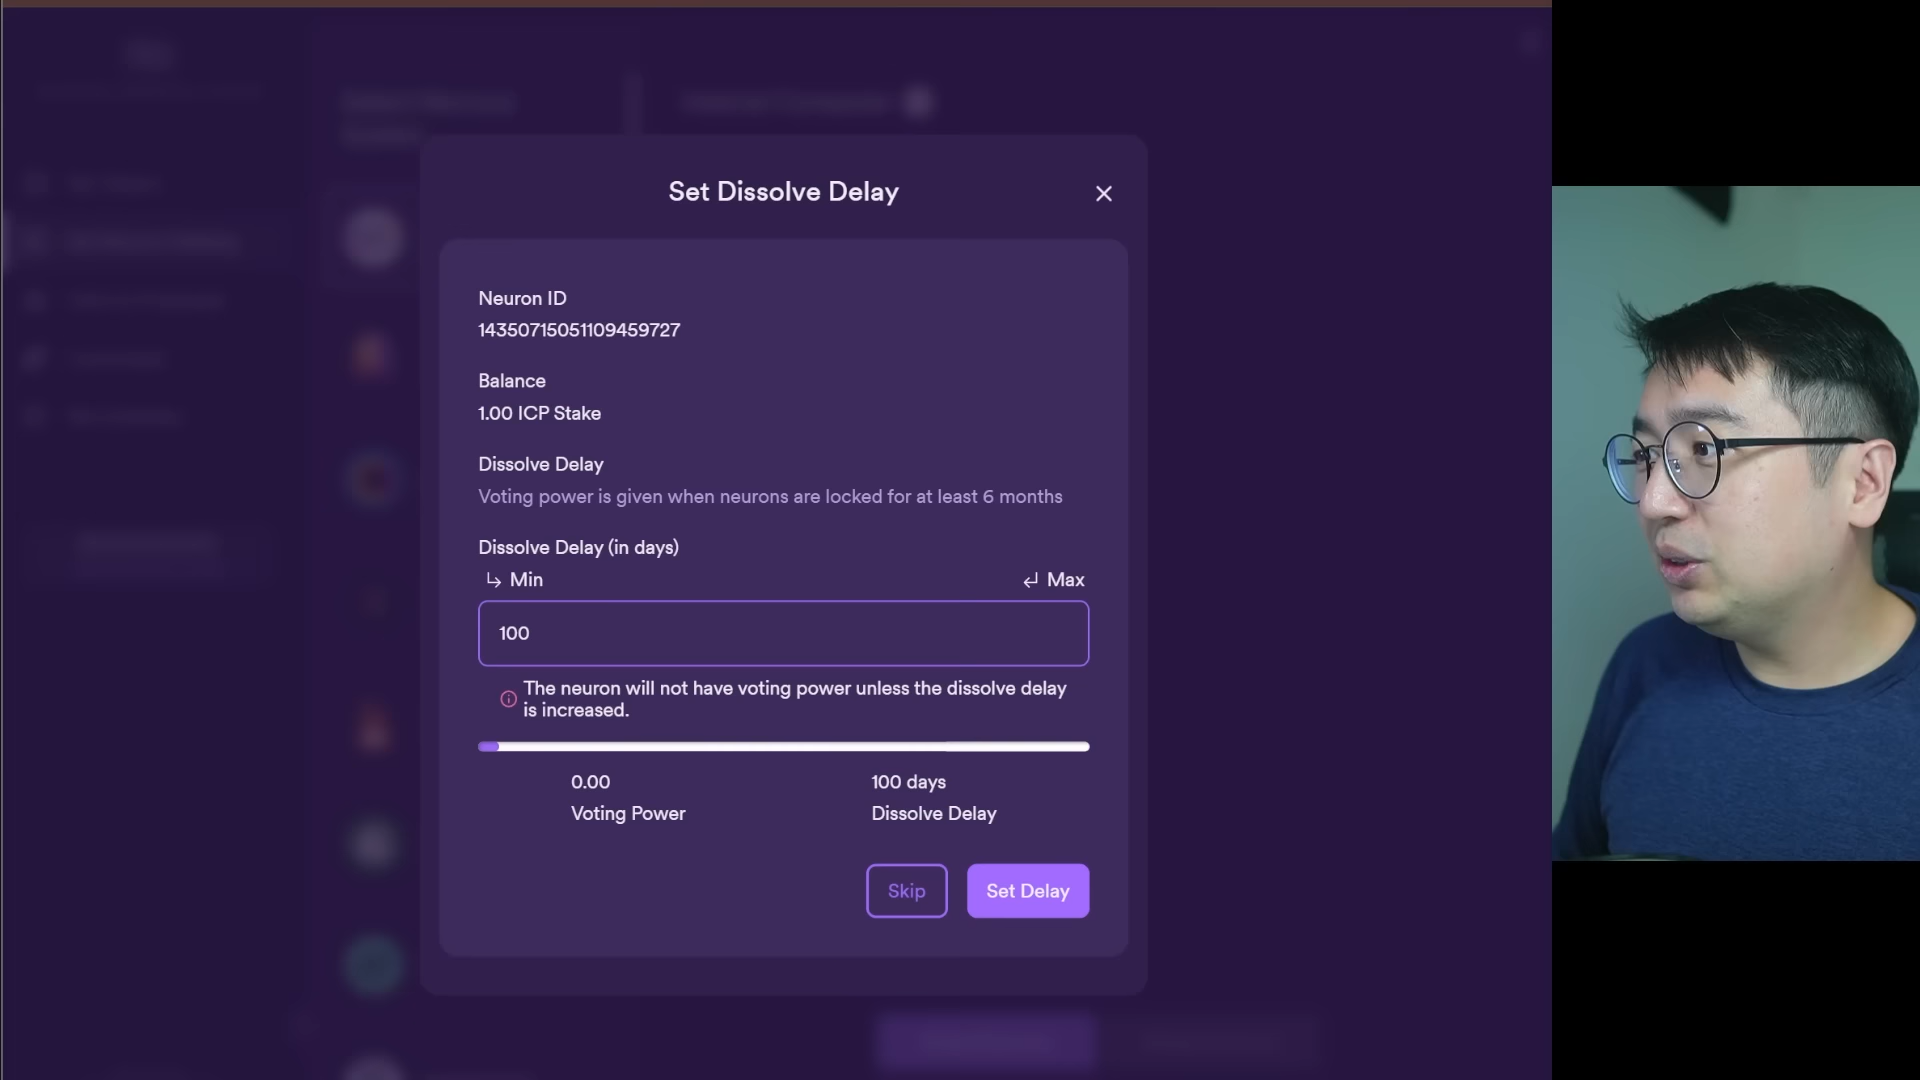 Set Dissolve Delay
Neuron ID
14350715051109459727
Balance
1.00 ICP Stake
Dissolve Delay
Voting power is given when neurons are locked for at least 6 months
Dissolve Delay (in days)
Min
Max
100
The neuron will not have voting power unless the dissolve delay
is increased.
0.00
Voting Power
100 days
Dissolve Delay
Skip
Set Delay